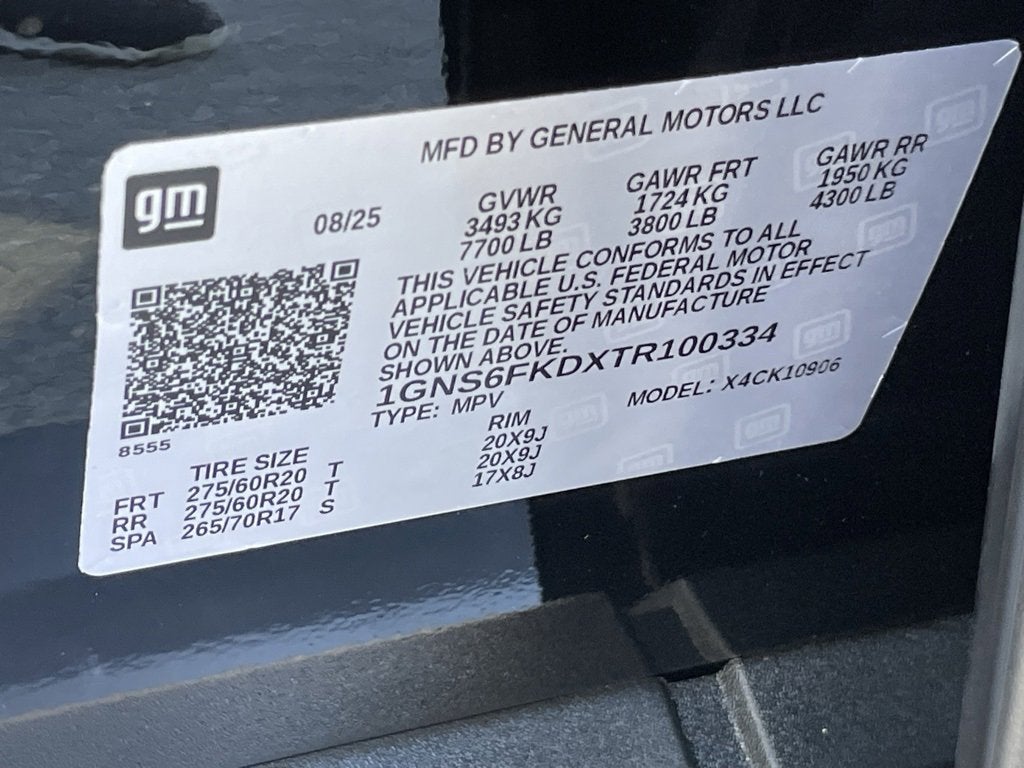 MFD BY GENERAL MOTORS LLC
gm
08/25
GVWR
3493 KG
7700 LB
GAWR FRT
1724 KG
3800 LB
GAWR RR
1950 KG
4300 LB
THIS VEHICLE CONFORMS TO ALL
APPLICABLE U.S. FEDERAL MOTOR
VEHICLE SAFETY STANDARDS IN EFFECT
ON THE DATE OF MANUFACTURE
SHOWN ABOVE.
1GNS6FKDXTR100334
TYPE: MPV
MODEL: X4CK10906
8555
TIRE SIZE
RIM
FRT 275/60R20 T 20X9J
RR 275/60R20 T 20X9J
SPA 265/70R17 S 17X8J